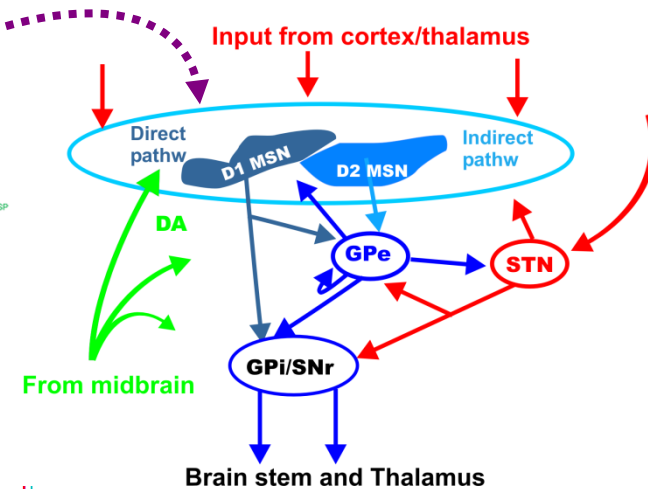 Input from cortex/thalamus
Direct
pathw
D1 MSN
D2 MSN
Indirect
pathw
SP
DA
GPe
STN
GPi/SNr
From midbrain
Brain stem and Thalamus